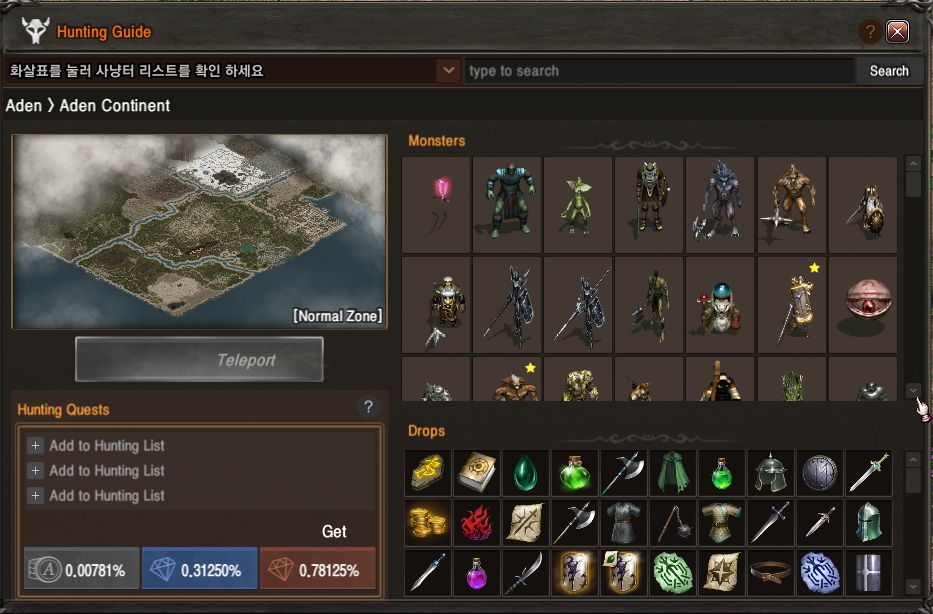 Hunting Guide
?
화살표를 눌러 사냥터 리스트를 확인 하세요
type to search
Search
Aden > Aden Continent
Monsters
[Normal Zone]
Teleport
Hunting Quests
?
Drops
+ Add to Hunting List
+ Add to Hunting List
+ Add to Hunting List
Get
A 0.00781%
0.31250%
0.78125%